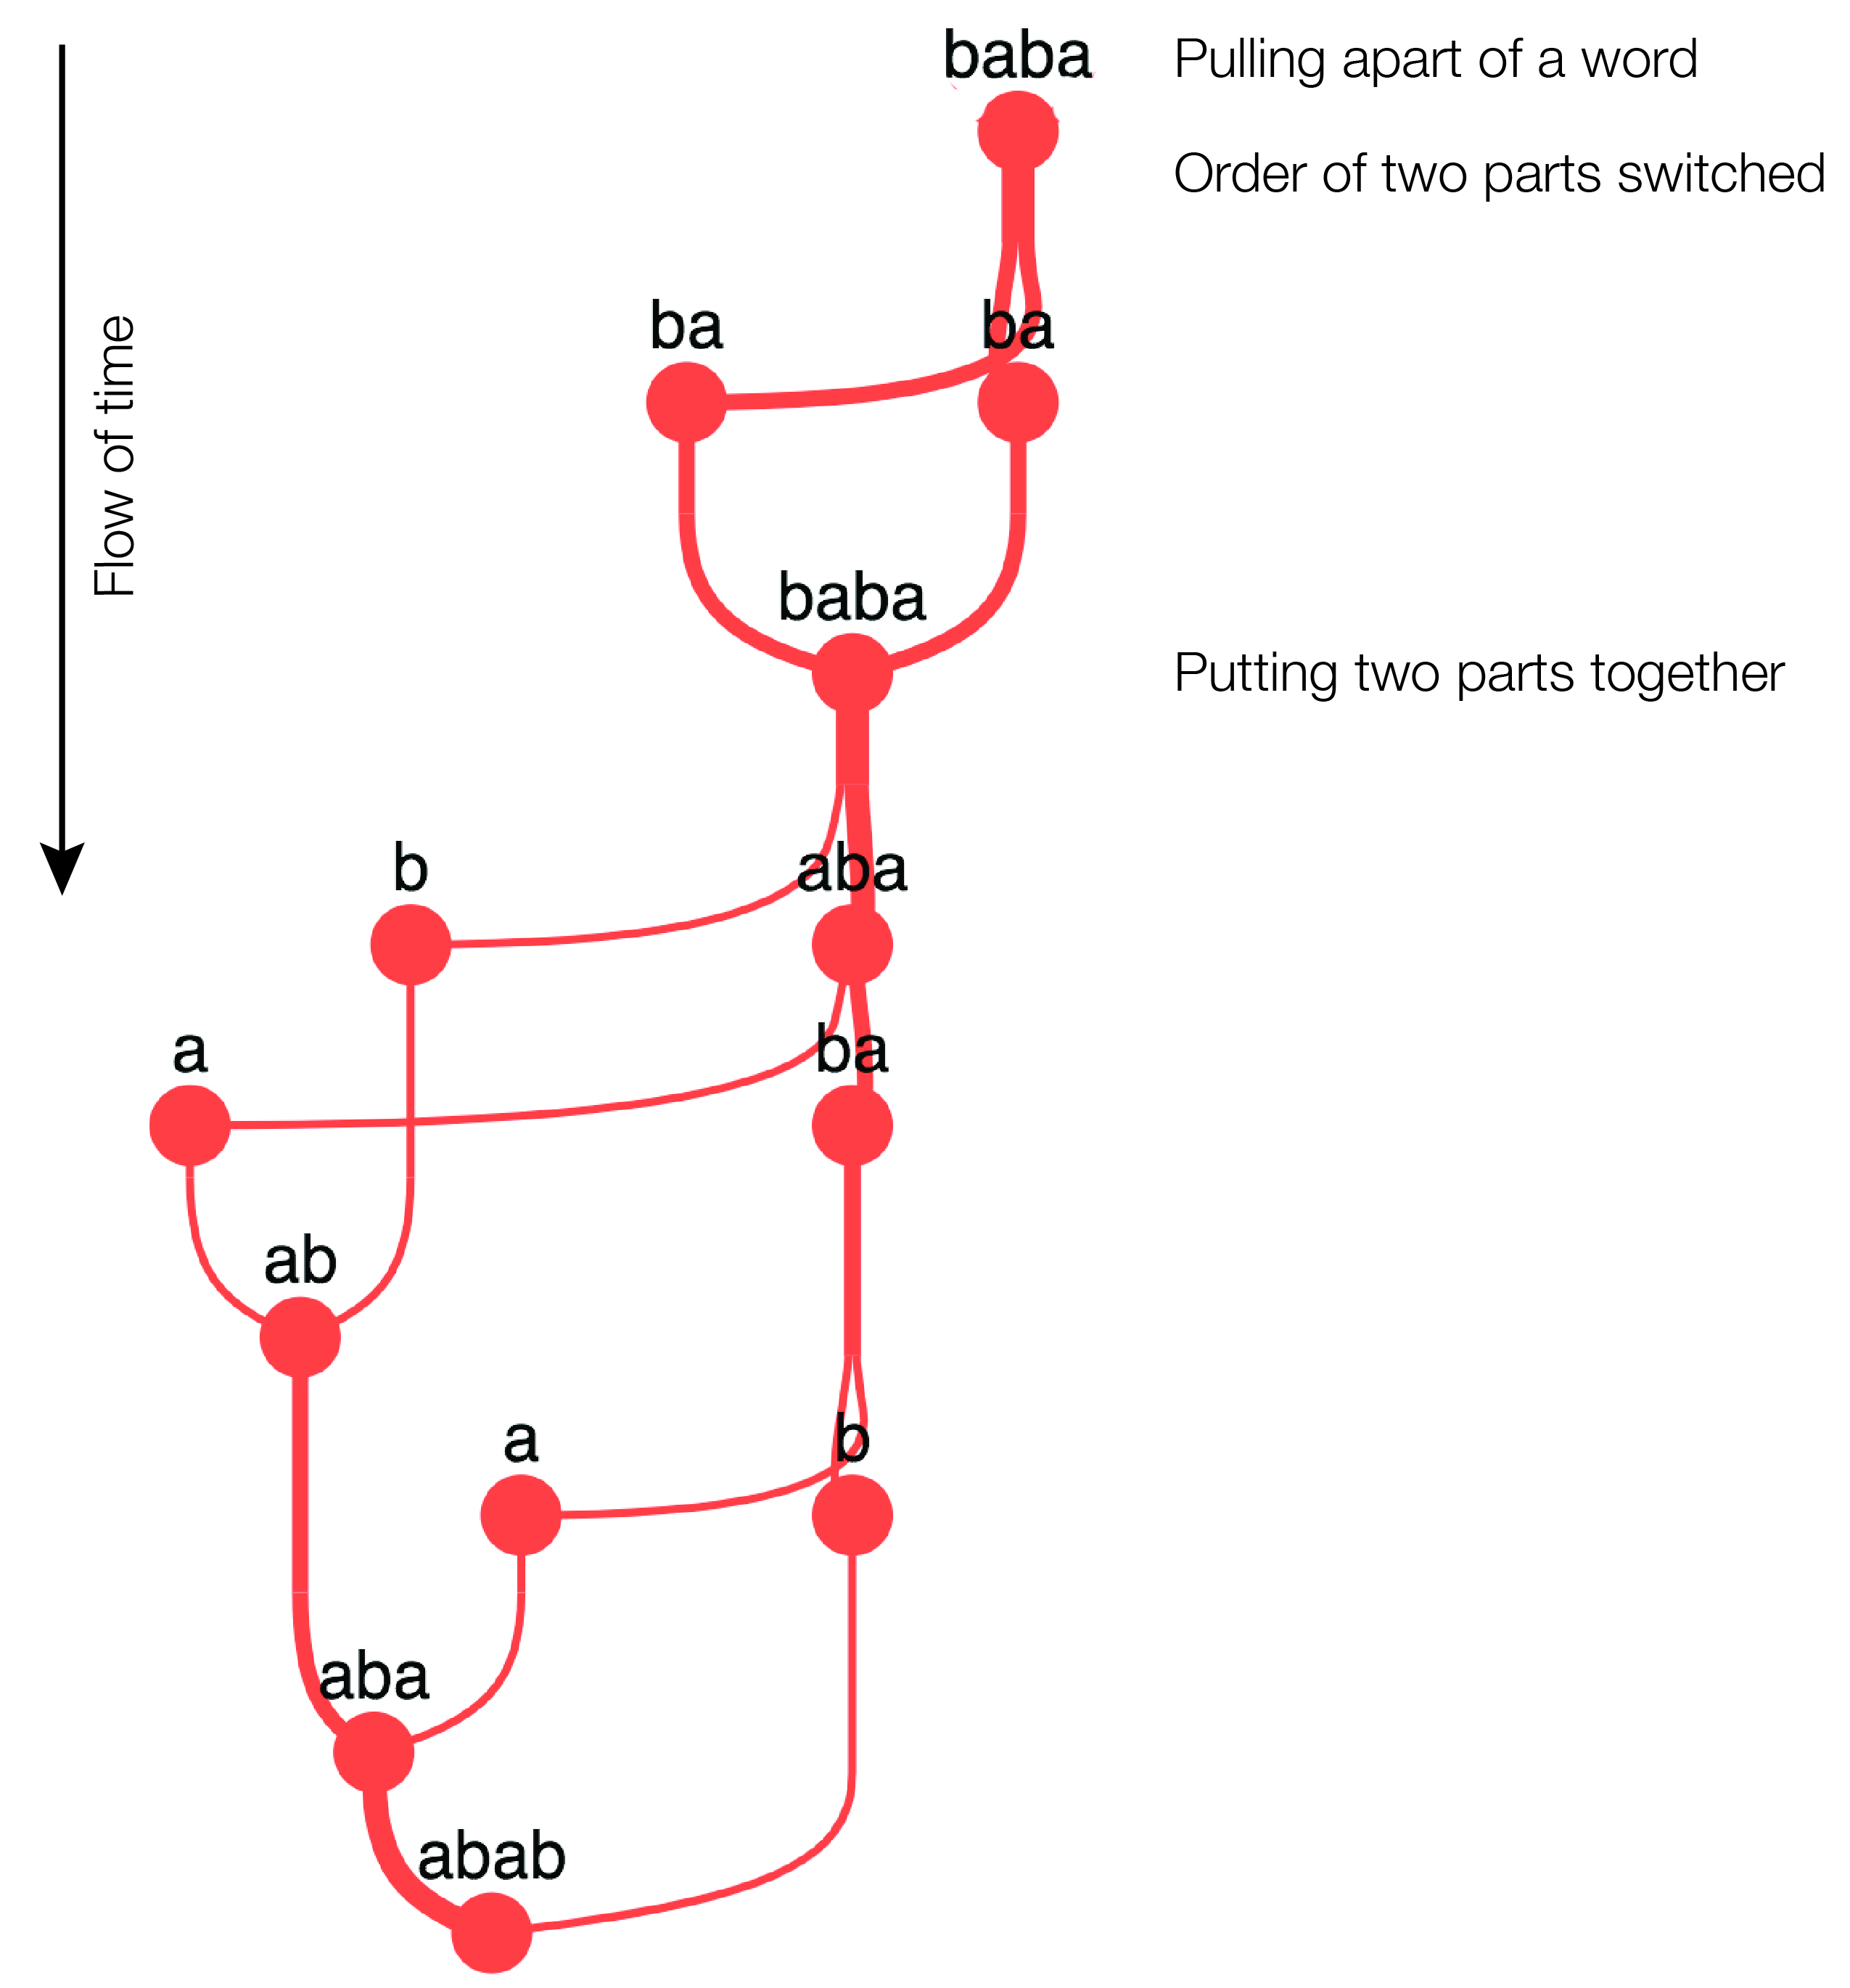 baba
Pulling apart of a word
Order of two parts switched
Flow of time
ba
ba
baba
Putting two parts together
b
aba
a
ba
ab
a
b
aba
abab